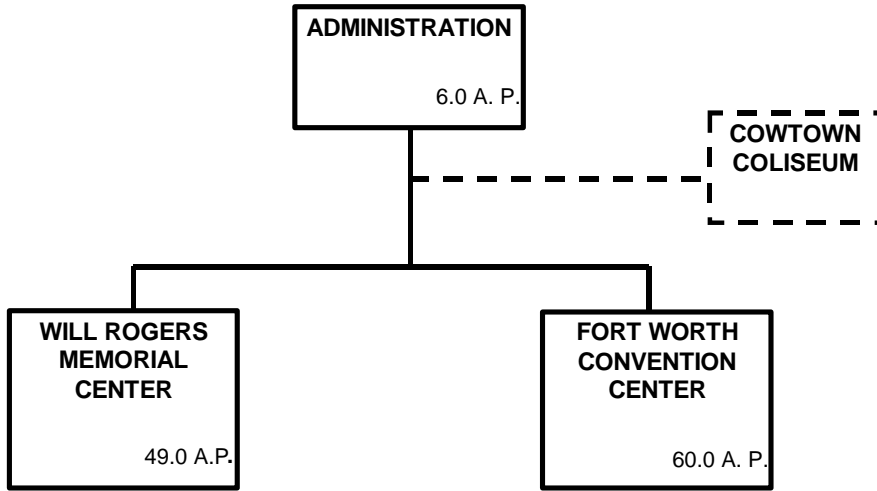 ADMINISTRATION
6.0 A. P.
COWTOWN
COLISEUM
WILL ROGERS
MEMORIAL
CENTER
49.0 A.P.
FORT WORTH
CONVENTION
CENTER
60.0 A. P.